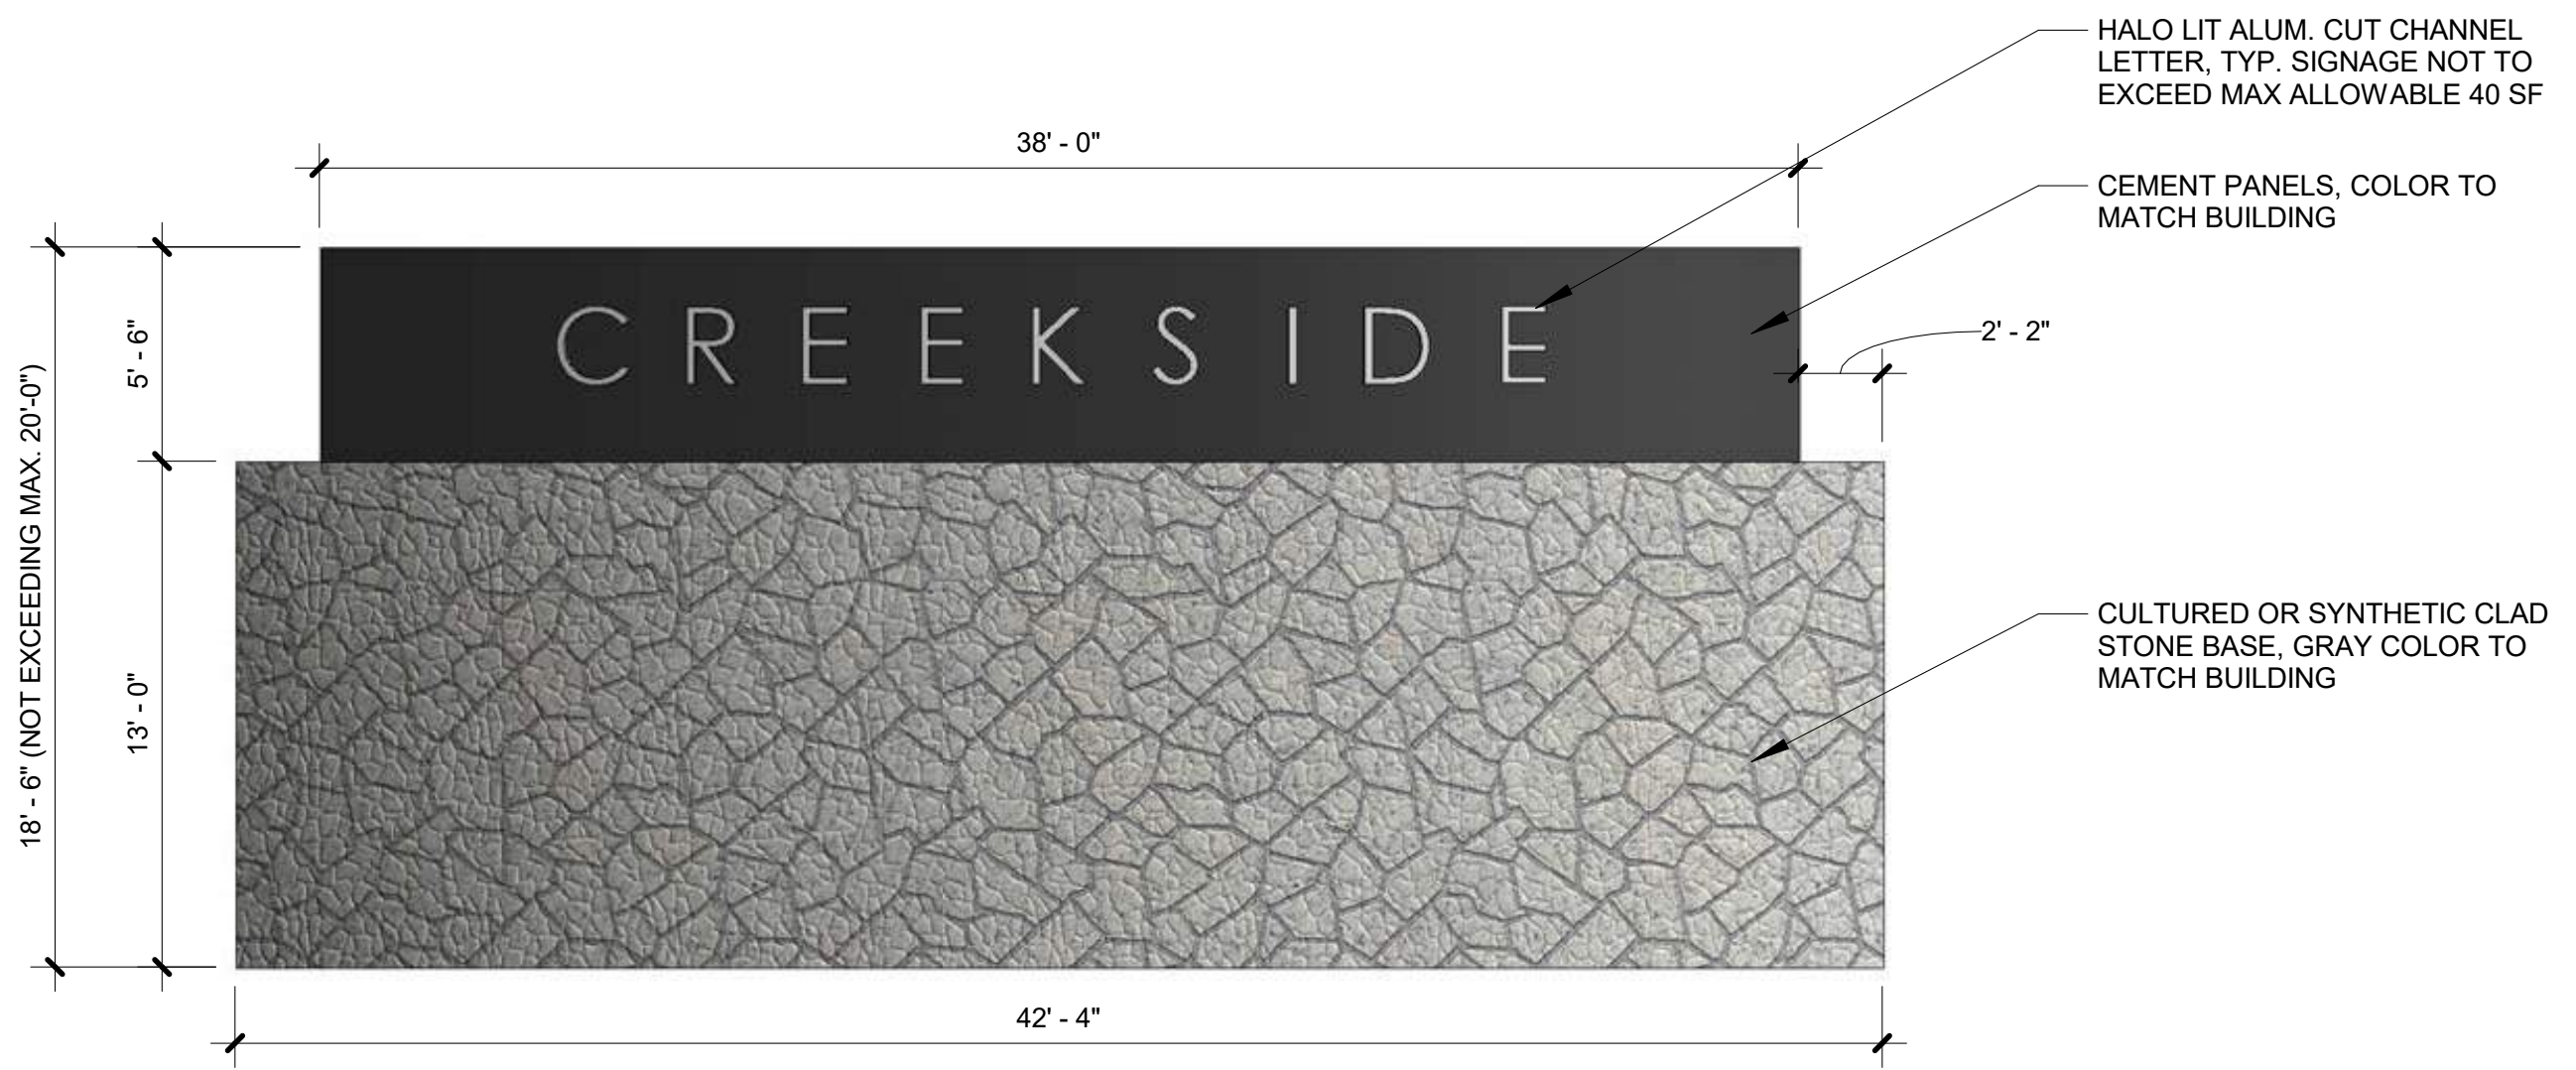 HALO LIT ALUM. CUT CHANNEL
LETTER, TYP. SIGNAGE NOT TO
EXCEED MAX ALLOWABLE 40 SF
38' - 0"
CEMENT PANELS, COLOR TO
MATCH BUILDING
CREEKSIDE
2' - 2"
5' - 6"
18' - 6" (NOT EXCEEDING MAX. 20'-0")
13' - 0"
CULTURED OR SYNTHETIC CLAD
STONE BASE, GRAY COLOR TO
MATCH BUILDING
42' - 4"